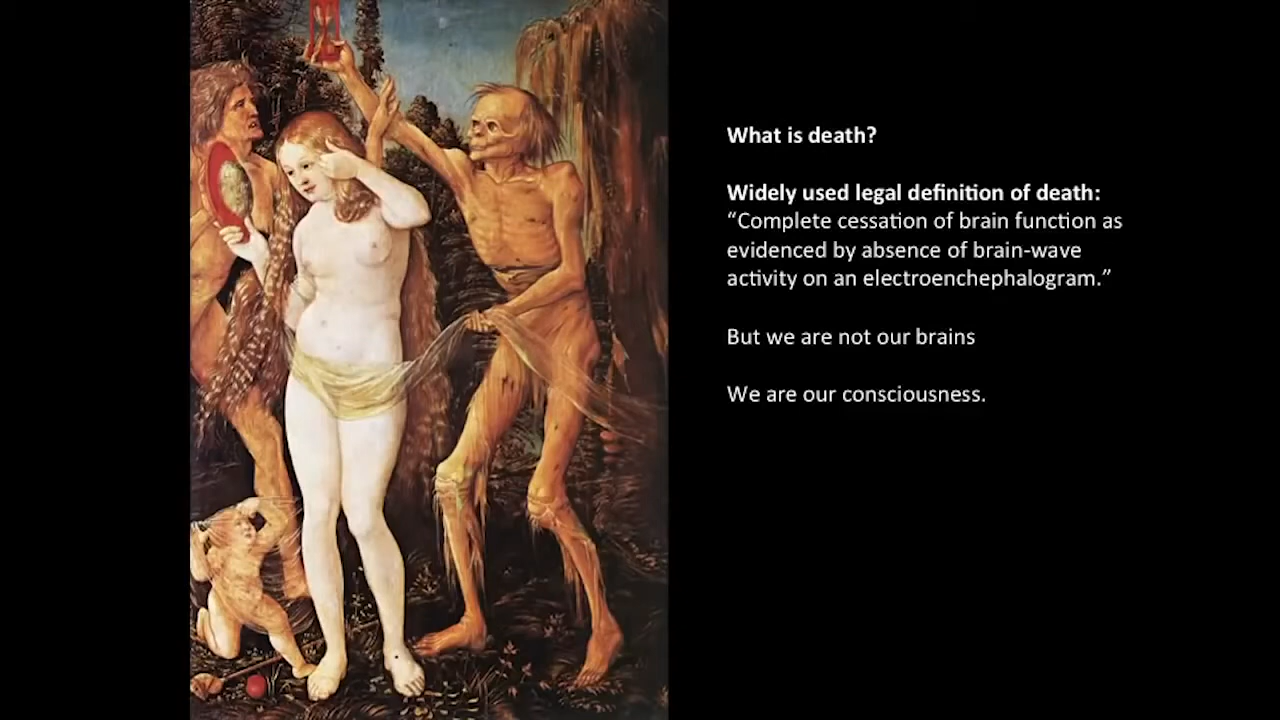 What is death?
Widely used legal definition of death:
“Complete cessation of brain function as
evidenced by absence of brain-wave
activity on an electroenchephalogram.”
But we are not our brains
We are our consciousness.